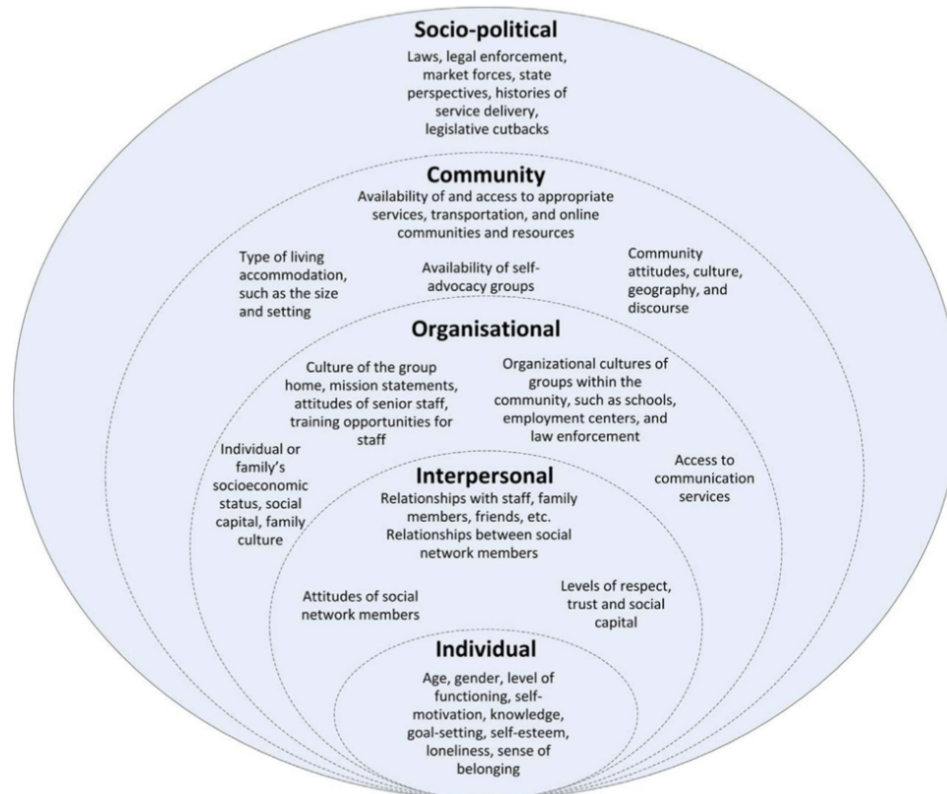 Socio-political
Laws, legal enforcement,
market forces, state
perspectives, histories of
service delivery,
legislative cutbacks
Community
Availability of and access to appropriate
services, transportation, and online
communities and resources
Type of living
accommodation,
such as the size
and setting
Availability of self-
advocacy groups
Community
attitudes, culture,
geography, and
discourse
Organisational
Culture of the group
home, mission statements,
attitudes of senior staff,
training opportunities for
staff
Organizational cultures of
groups within the
community, such as schools,
employment centers, and
law enforcement
Individual or
family's
socioeconomic
status, social
capital, family
culture
Access to
communication
services
Interpersonal
Relationships with staff, family
members, friends, etc.
Relationships between social
network members
Attitudes of social
network members
Levels of respect,
trust and social
capital
Individual
Age, gender, level of
functioning, self-
motivation, knowledge,
goal-setting, self-esteem,
loneliness, sense of
belonging